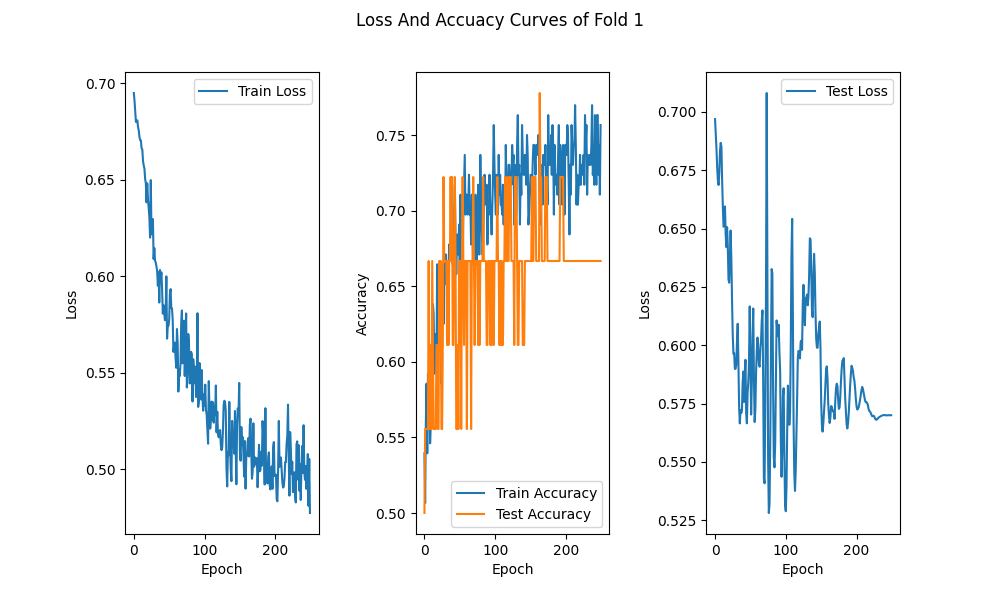 Loss And Accuacy Curves of Fold 1
0.70
0.65
0.60
0.55
0.50
Loss
0
100
200
Epoch
Train Loss
0.75
0.70
0.65
0.60
0.55
0.50
Accuracy
0
100
200
Epoch
Train Accuracy
Test Accuracy
0.700
0.675
0.650
0.625
0.600
0.575
0.550
0.525
Loss
0
100
200
Epoch
Test Loss